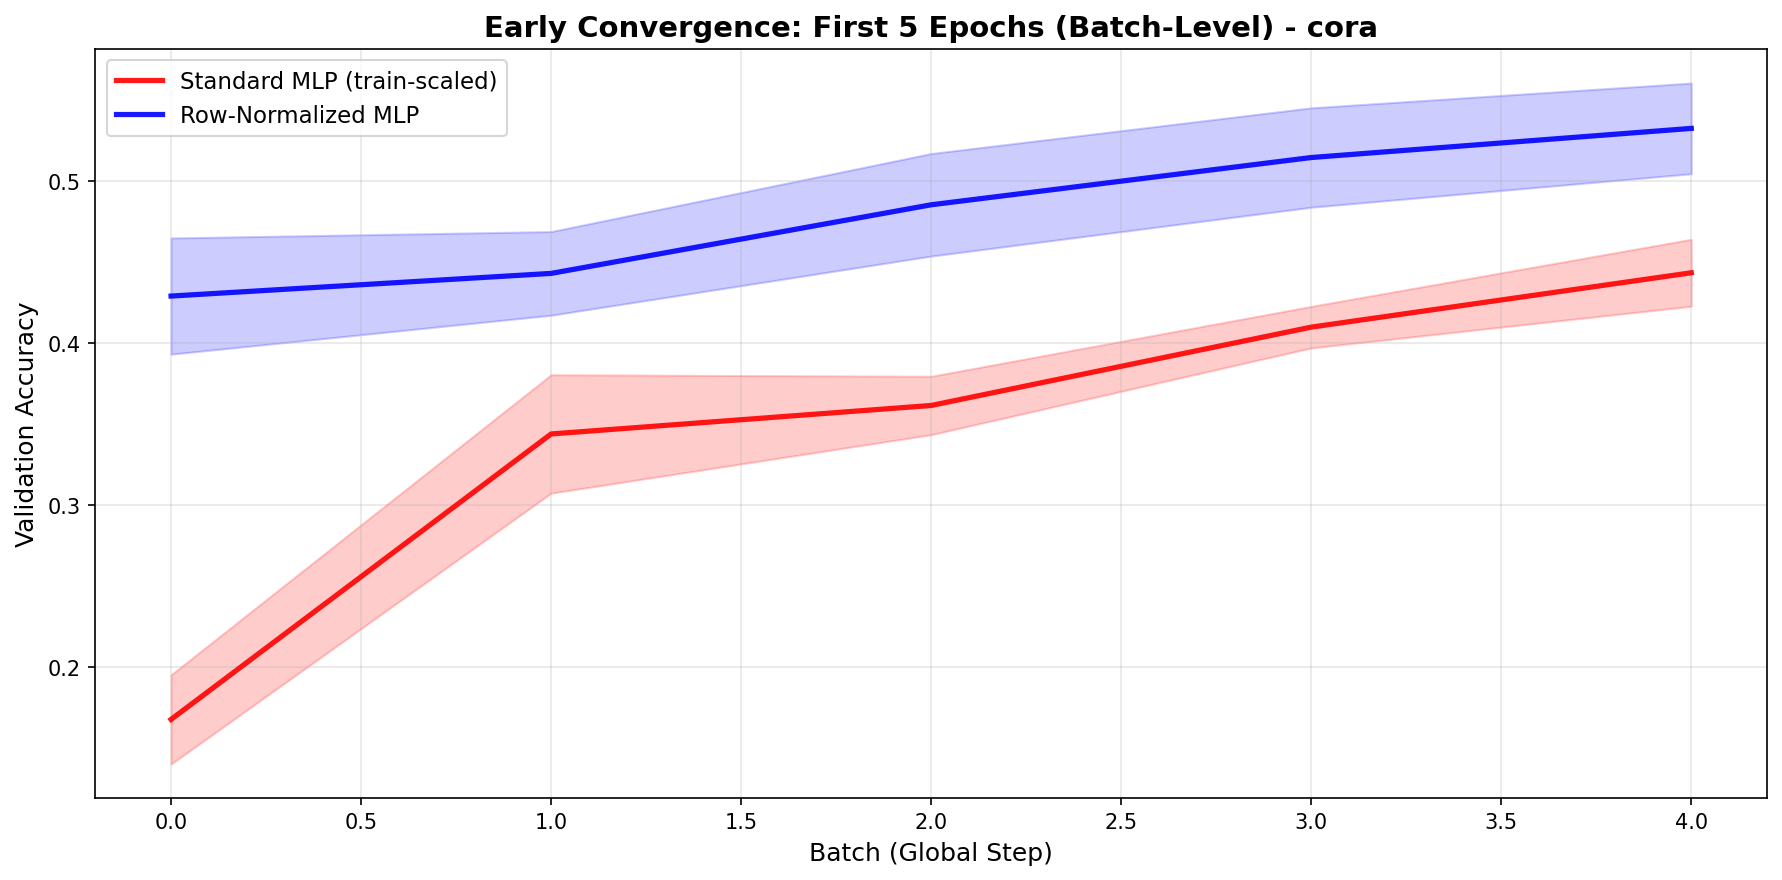 Early Convergence: First 5 Epochs (Batch-Level) - cora
Standard MLP (train-scaled)
Row-Normalized MLP
Validation Accuracy
0.5
0.4
0.3
0.2
0.0 0.5 1.0 1.5 2.0 2.5 3.0 3.5 4.0
Batch (Global Step)